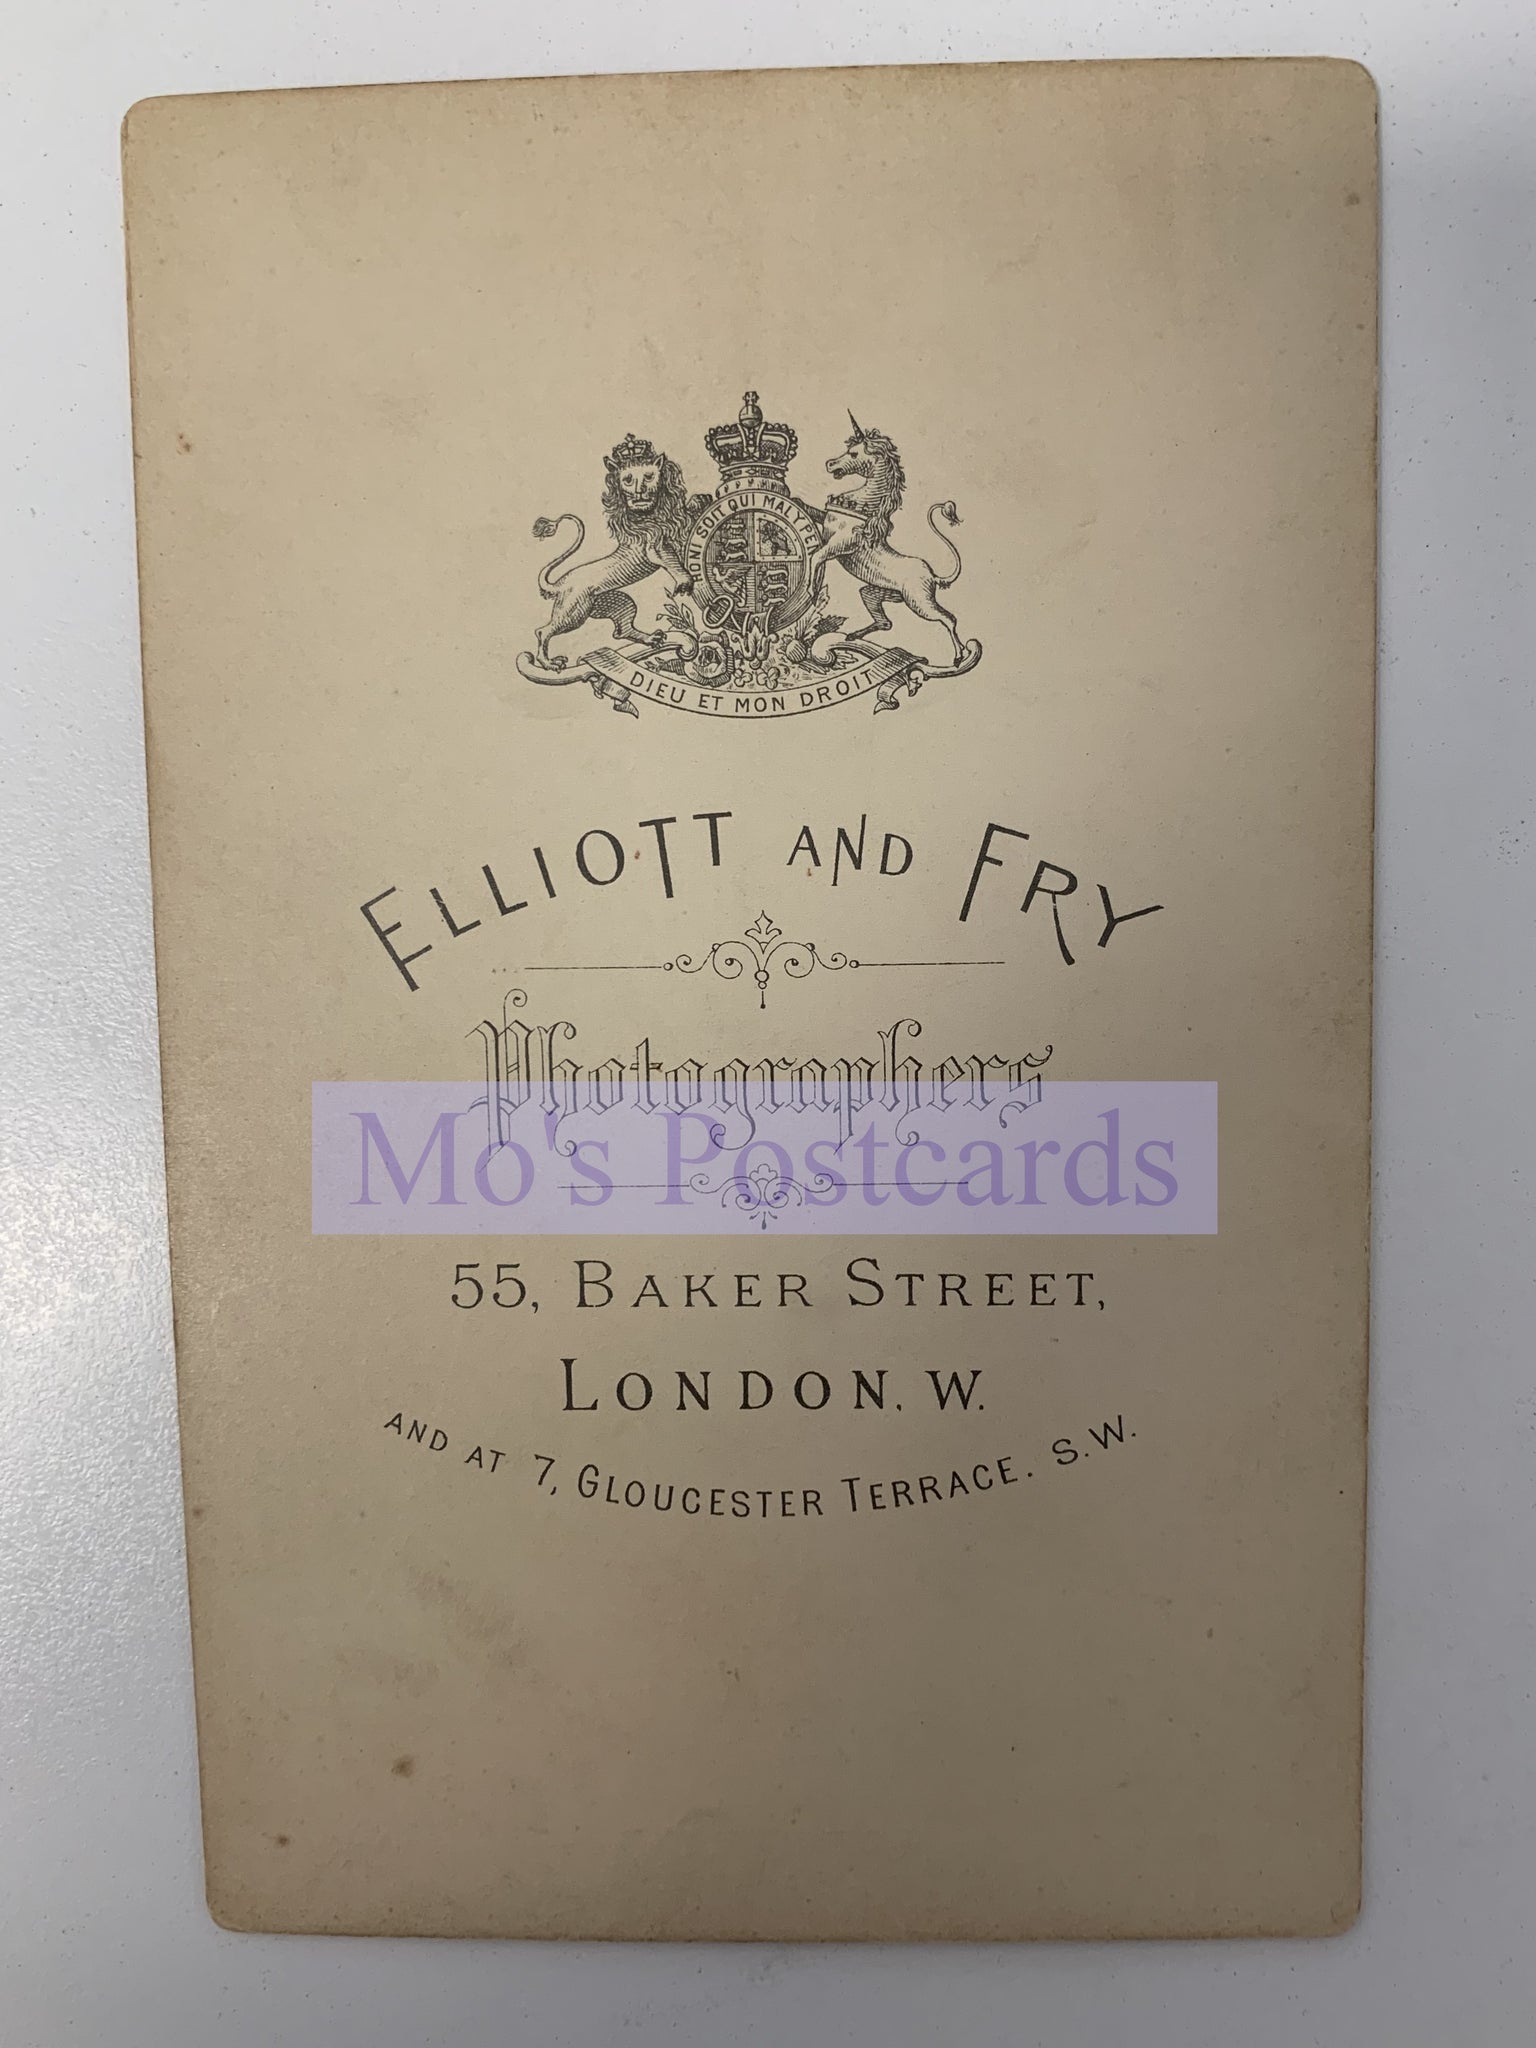 HONI SOIT QUI MAL Y PEN
DIEU ET MON DROIT
ELLIOTT AND FRY
Photographers
Mo's Postcards
55, BAKER STREET,
LONDON. W.
AND AT 7, GLOUCESTER TERRACE. S.W.